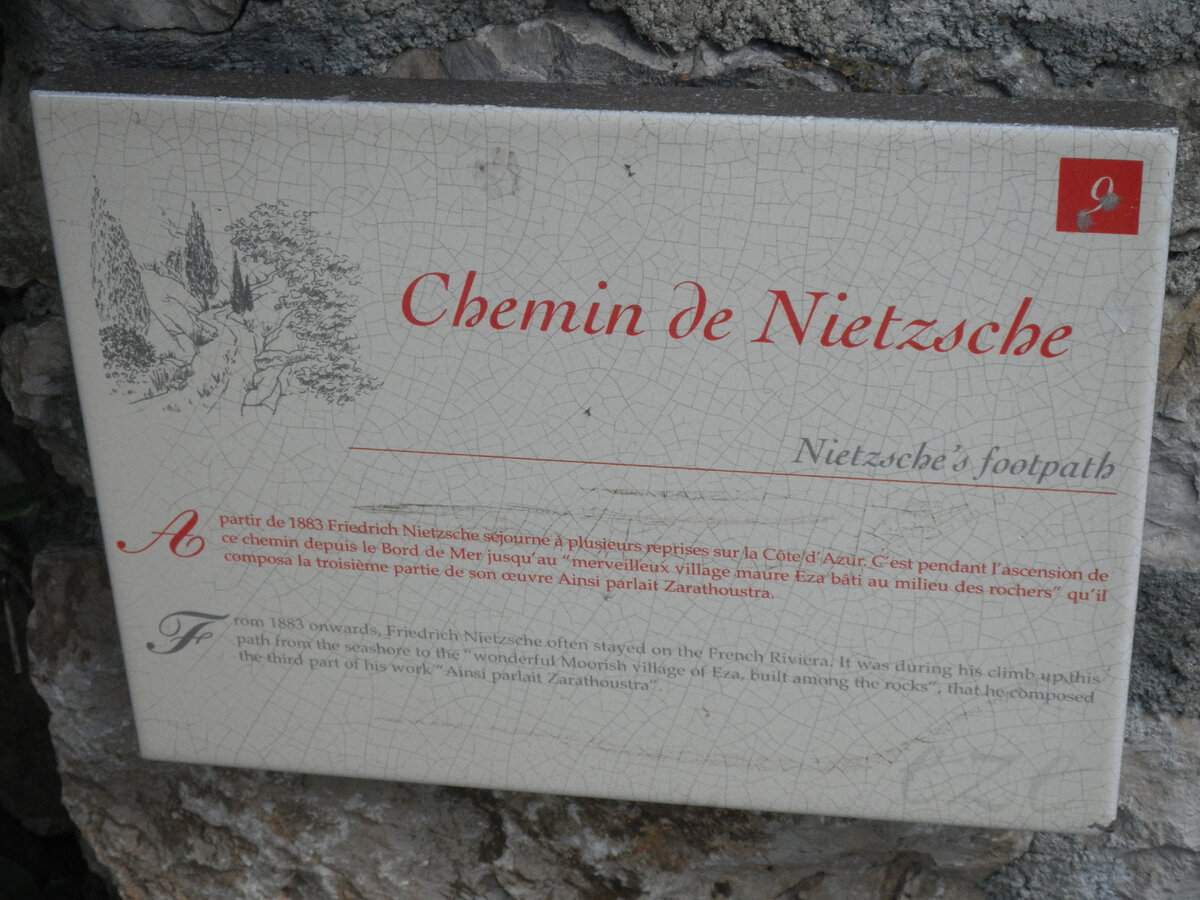 9
Chemin de Nietzsche
Nietzsche's footpath
A partir de 1883 Friedrich Nietzsche séjourne à plusieurs reprises sur la Côte d'Azur. C'est pendant l'ascension de
ce chemin depuis le Bord de Mer jusqu'au "merveilleux village maure Eza bâti au milieu des rochers" qu'il
composa la troisième partie de son œuvre Ainsi parlait Zarathoustra.
From 1883 onwards, Friedrich Nietzsche often stayed on the French Riviera. It was during his climb up this
path from the seashore to the "wonderful Moorish village of Eza, built among the rocks", that he composed
the third part of his work "Ainsi parlait Zarathoustra".
eze